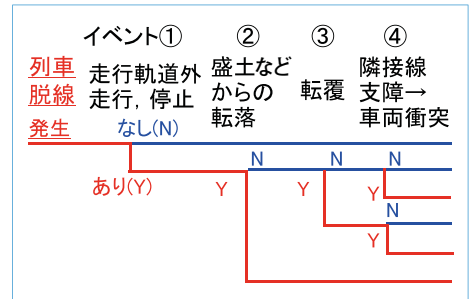 イベント① ② ③ ④
列車
脱線
発生
走行軌道外
走行，停止
盛土など
からの
転落
転覆
隣接線
支障→
車両衝突
なし(N)
あり(Y)
N N N
Y Y Y
N
Y